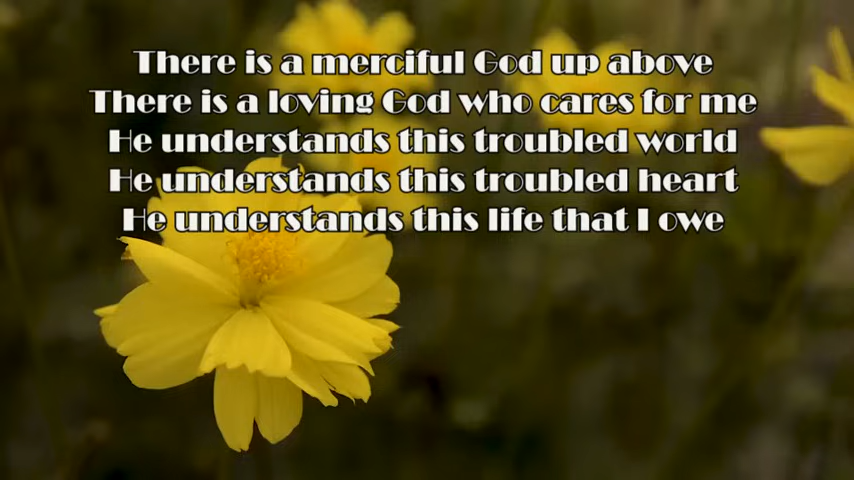 There is a merciful God up above
There is a loving God who cares for me
He understands this troubled world
He understands this troubled heart
He understands this life that I owe